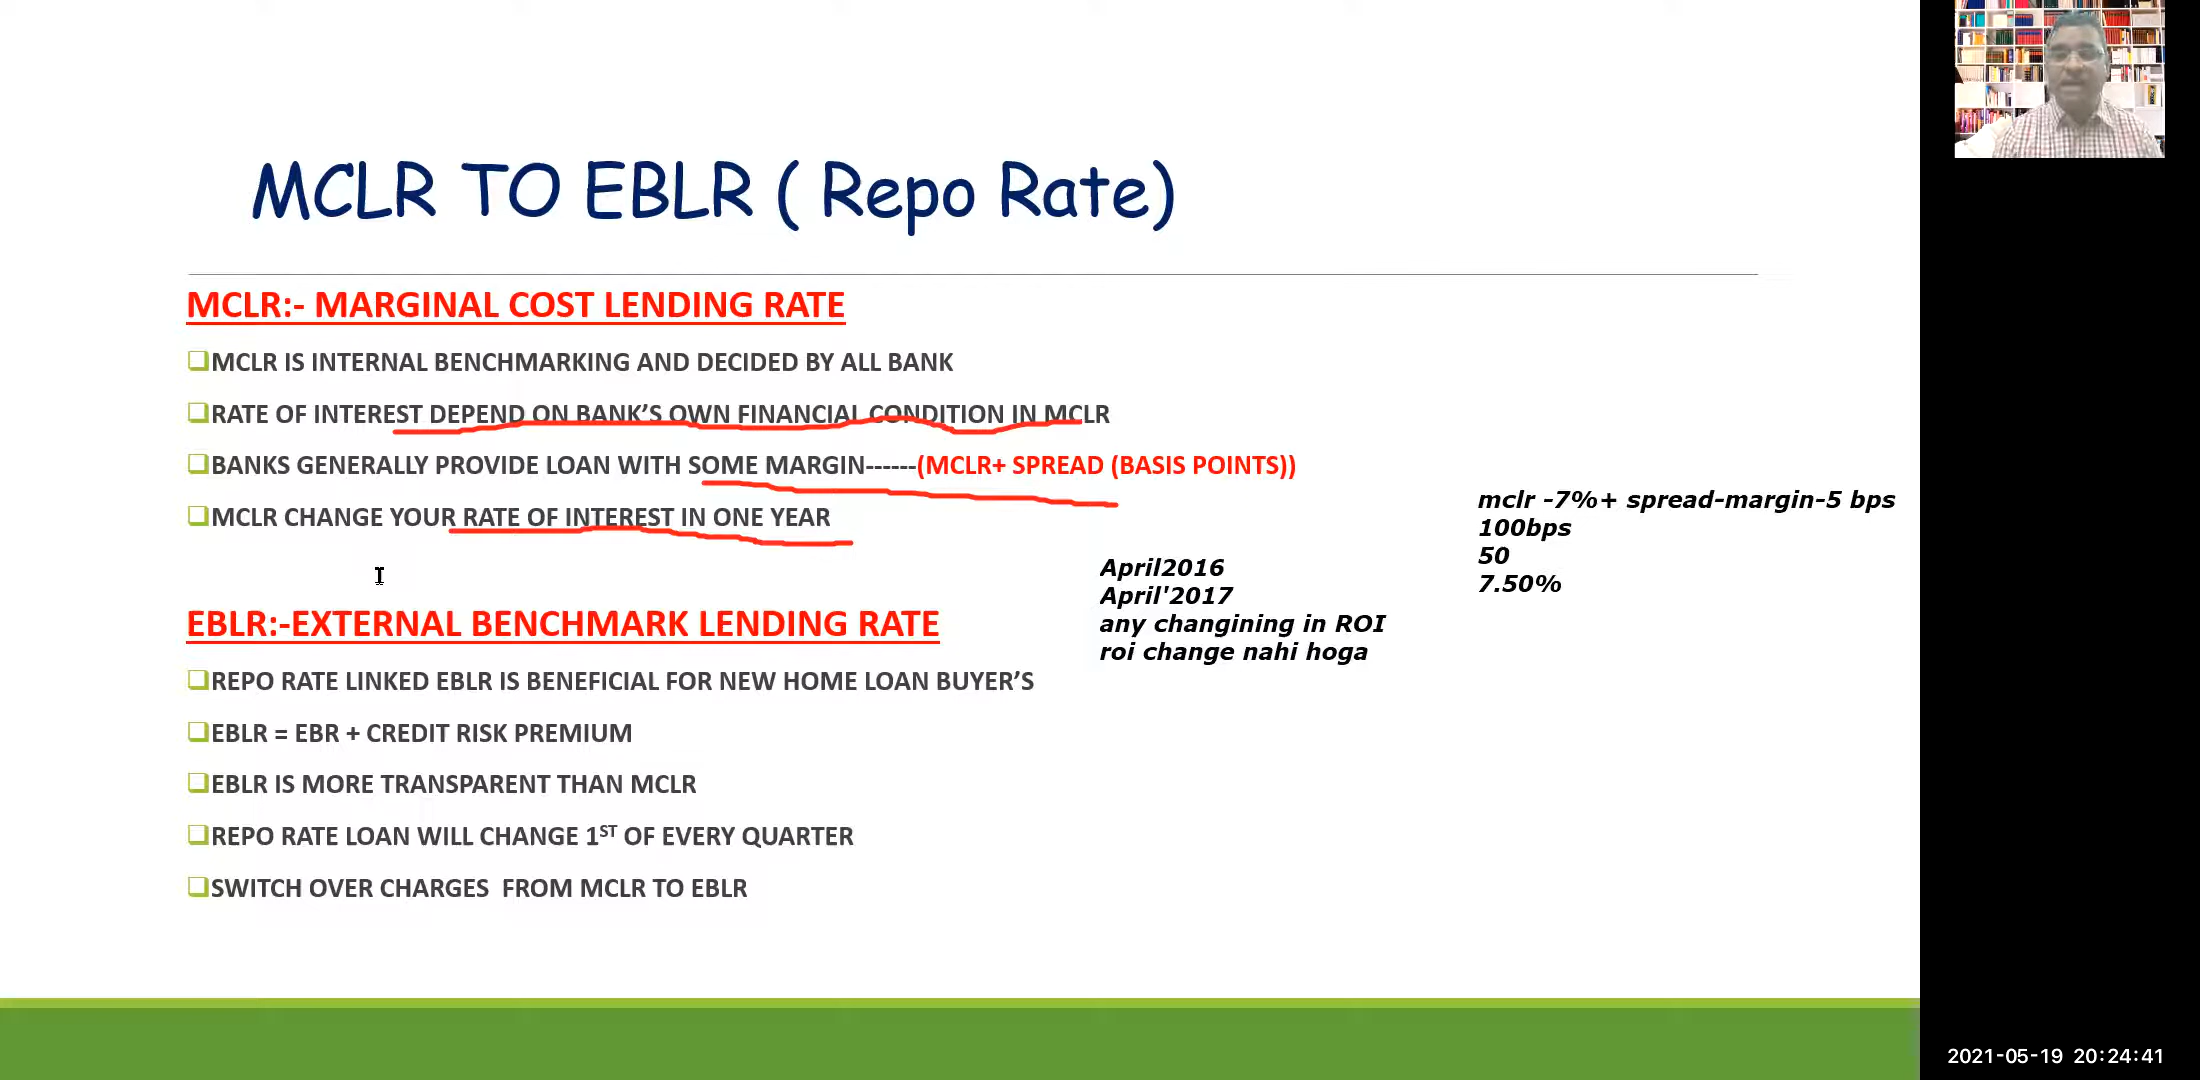 MCLR TO EBLR ( Repo Rate)
MCLR:- MARGINAL COST LENDING RATE
MCLR IS INTERNAL BENCHMARKING AND DECIDED BY ALL BANK
RATE OF INTEREST DEPEND ON BANK’S OWN FINANCIAL CONDITION IN MCLR
BANKS GENERALLY PROVIDE LOAN WITH SOME MARGIN------(MCLR+ SPREAD (BASIS POINTS))
MCLR CHANGE YOUR RATE OF INTEREST IN ONE YEAR
mclr -7%+ spread-margin-5 bps
100bps
50
7.50%
April2016
April'2017
any changining in ROI
roi change nahi hoga
EBLR:-EXTERNAL BENCHMARK LENDING RATE
REPO RATE LINKED EBLR IS BENEFICIAL FOR NEW HOME LOAN BUYER’S
EBLR = EBR + CREDIT RISK PREMIUM
EBLR IS MORE TRANSPARENT THAN MCLR
REPO RATE LOAN WILL CHANGE 1ST OF EVERY QUARTER
SWITCH OVER CHARGES  FROM MCLR TO EBLR
2021-05-19 20:24:41